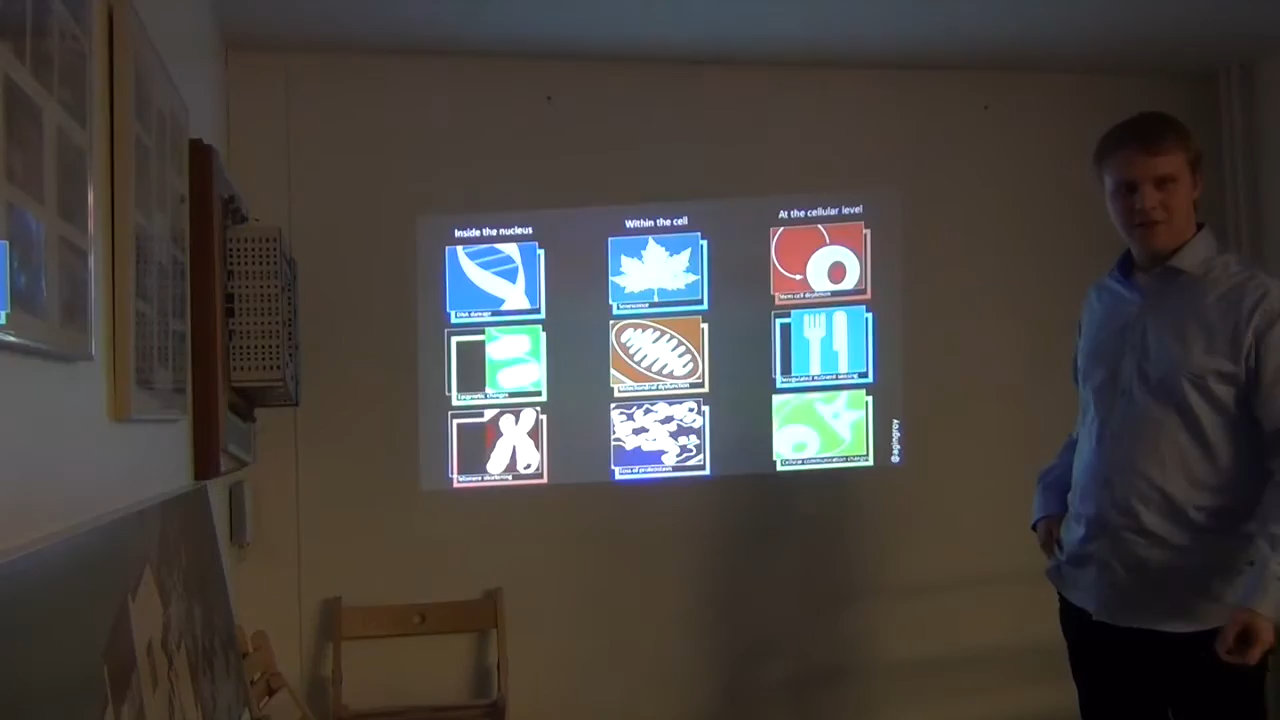 Inside the nucleus
DNA damage
Epigenetic changes
Telomere shortening
Within the cell
Senescence
Mitochondrial dysfunction
Loss of proteostasis
At the cellular level
Stem cell depletion
Deregulated nutrient sensing
Cellular communication changes
@agingroy